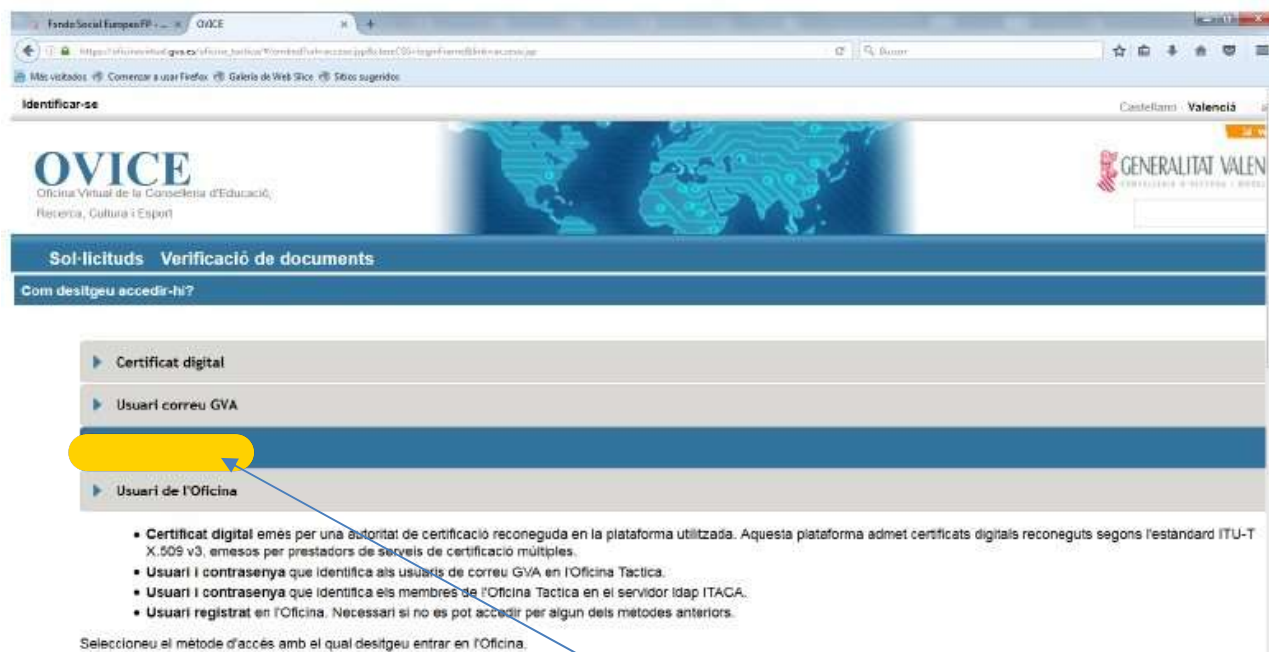 Fondo Social Europeo FP - ... × OVICE × +
Buscar
Más visitados Comenzar a usar Firefox Galería de Web Slice Sitios sugeridos
Identificar-se Castellano Valencià
OVICE
Oficina Virtual de la Conselleria d'Educació,
Recerca, Cultura i Esport
GENERALITAT VALEN
Sol·licituds Verificació de documents
Com desitgeu accedir-hi?
Certificat digital
Usuari correu GVA
Usuari de l'Oficina
• Certificat digital emés per una autoritat de certificació reconeguda en la plataforma utilitzada. Aquesta plataforma admet certificats digitals reconeguts segons l'estàndard ITU-T
X.509 v3, emesos per prestadors de serveis de certificació múltiples.
• Usuari i contrasenya que identifica als usuaris de correu GVA en l'Oficina Tactica.
• Usuari i contrasenya que identifica els membres de l'Oficina Tactica en el servidor ldap ITACA.
• Usuari registrat en l'Oficina. Necessari si no es pot accedir per algun dels mètodes anteriors.
Seleccioneu el mètode d'accés amb el qual desitgeu entrar en l'Oficina.